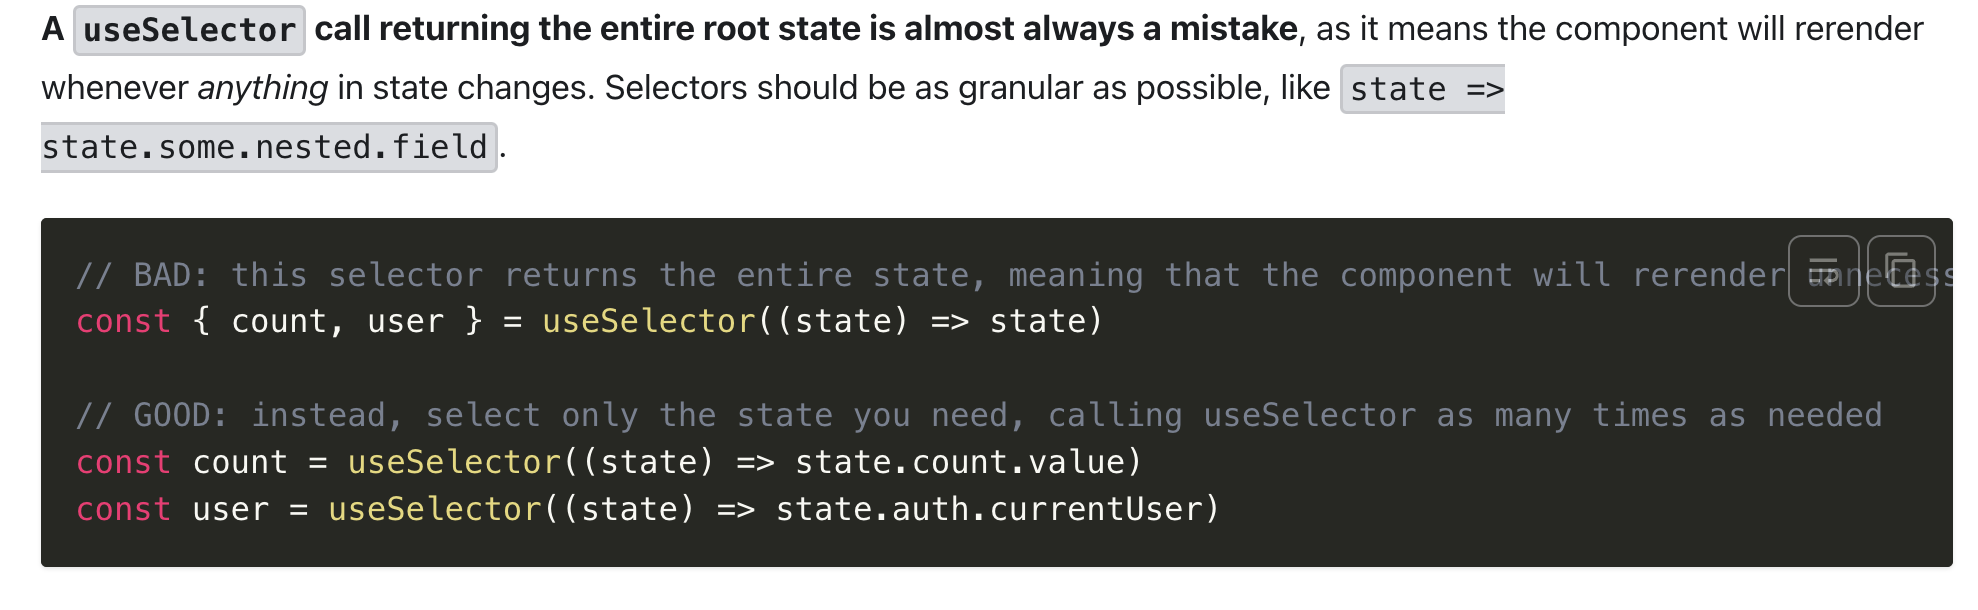 A useSelector call returning the entire root state is almost always a mistake, as it means the component will rerender
whenever anything in state changes. Selectors should be as granular as possible, like state =>
state.some.nested.field.
// BAD: this selector returns the entire state, meaning that the component will rerender
const { count, user } = useSelector((state) => state)
// GOOD: instead, select only the state you need, calling useSelector as many times as needed
const count = useSelector((state) => state.count.value)
const user = useSelector((state) => state.auth.currentUser)